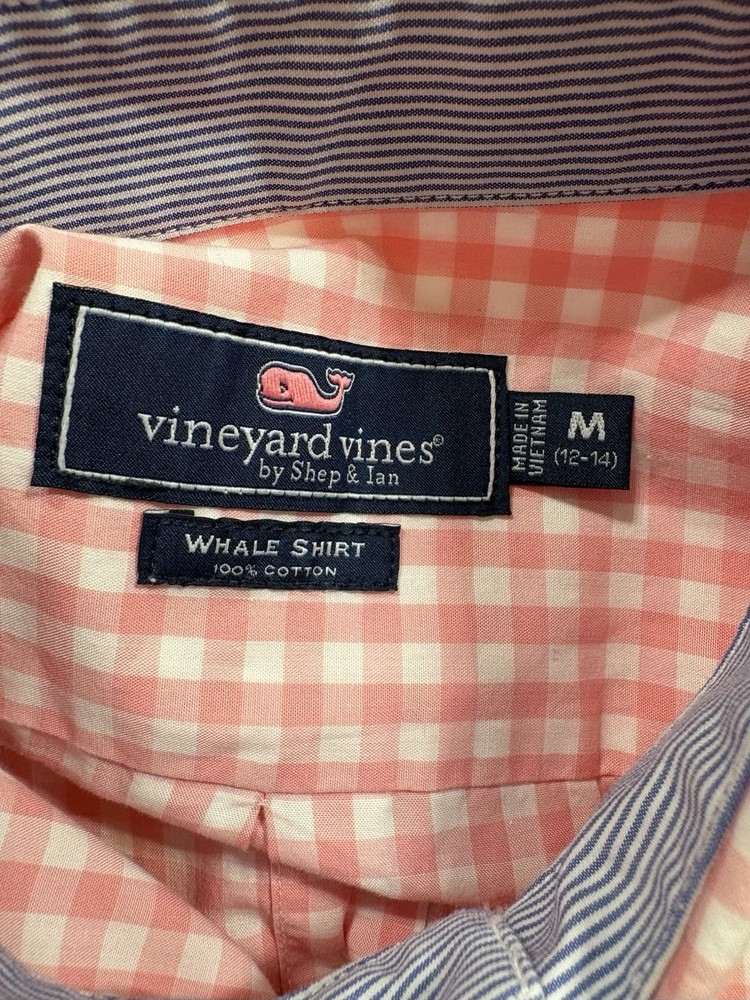 vineyard vines®
by Shep & Ian
MADE IN
VIETNAM
M
(12-14)
WHALE SHIRT
100% COTTON